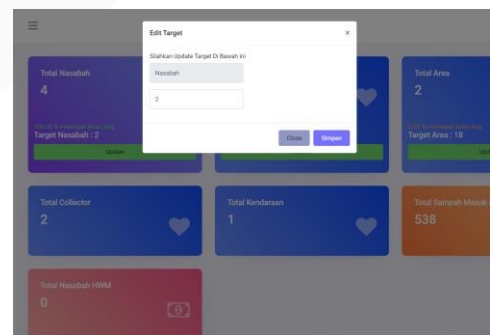 Edit Target
×
Silahkan Update Target Di Bawah ini
Nasabah
2
Close
Simpan
Total Nasabah
4
Target Nasabah : 2
Update
Total Area
2
Target Area : 18
Total Collector
2
Total Kendaraan
1
Total Sampah Masuk
538
Total Nasabah HWM
0